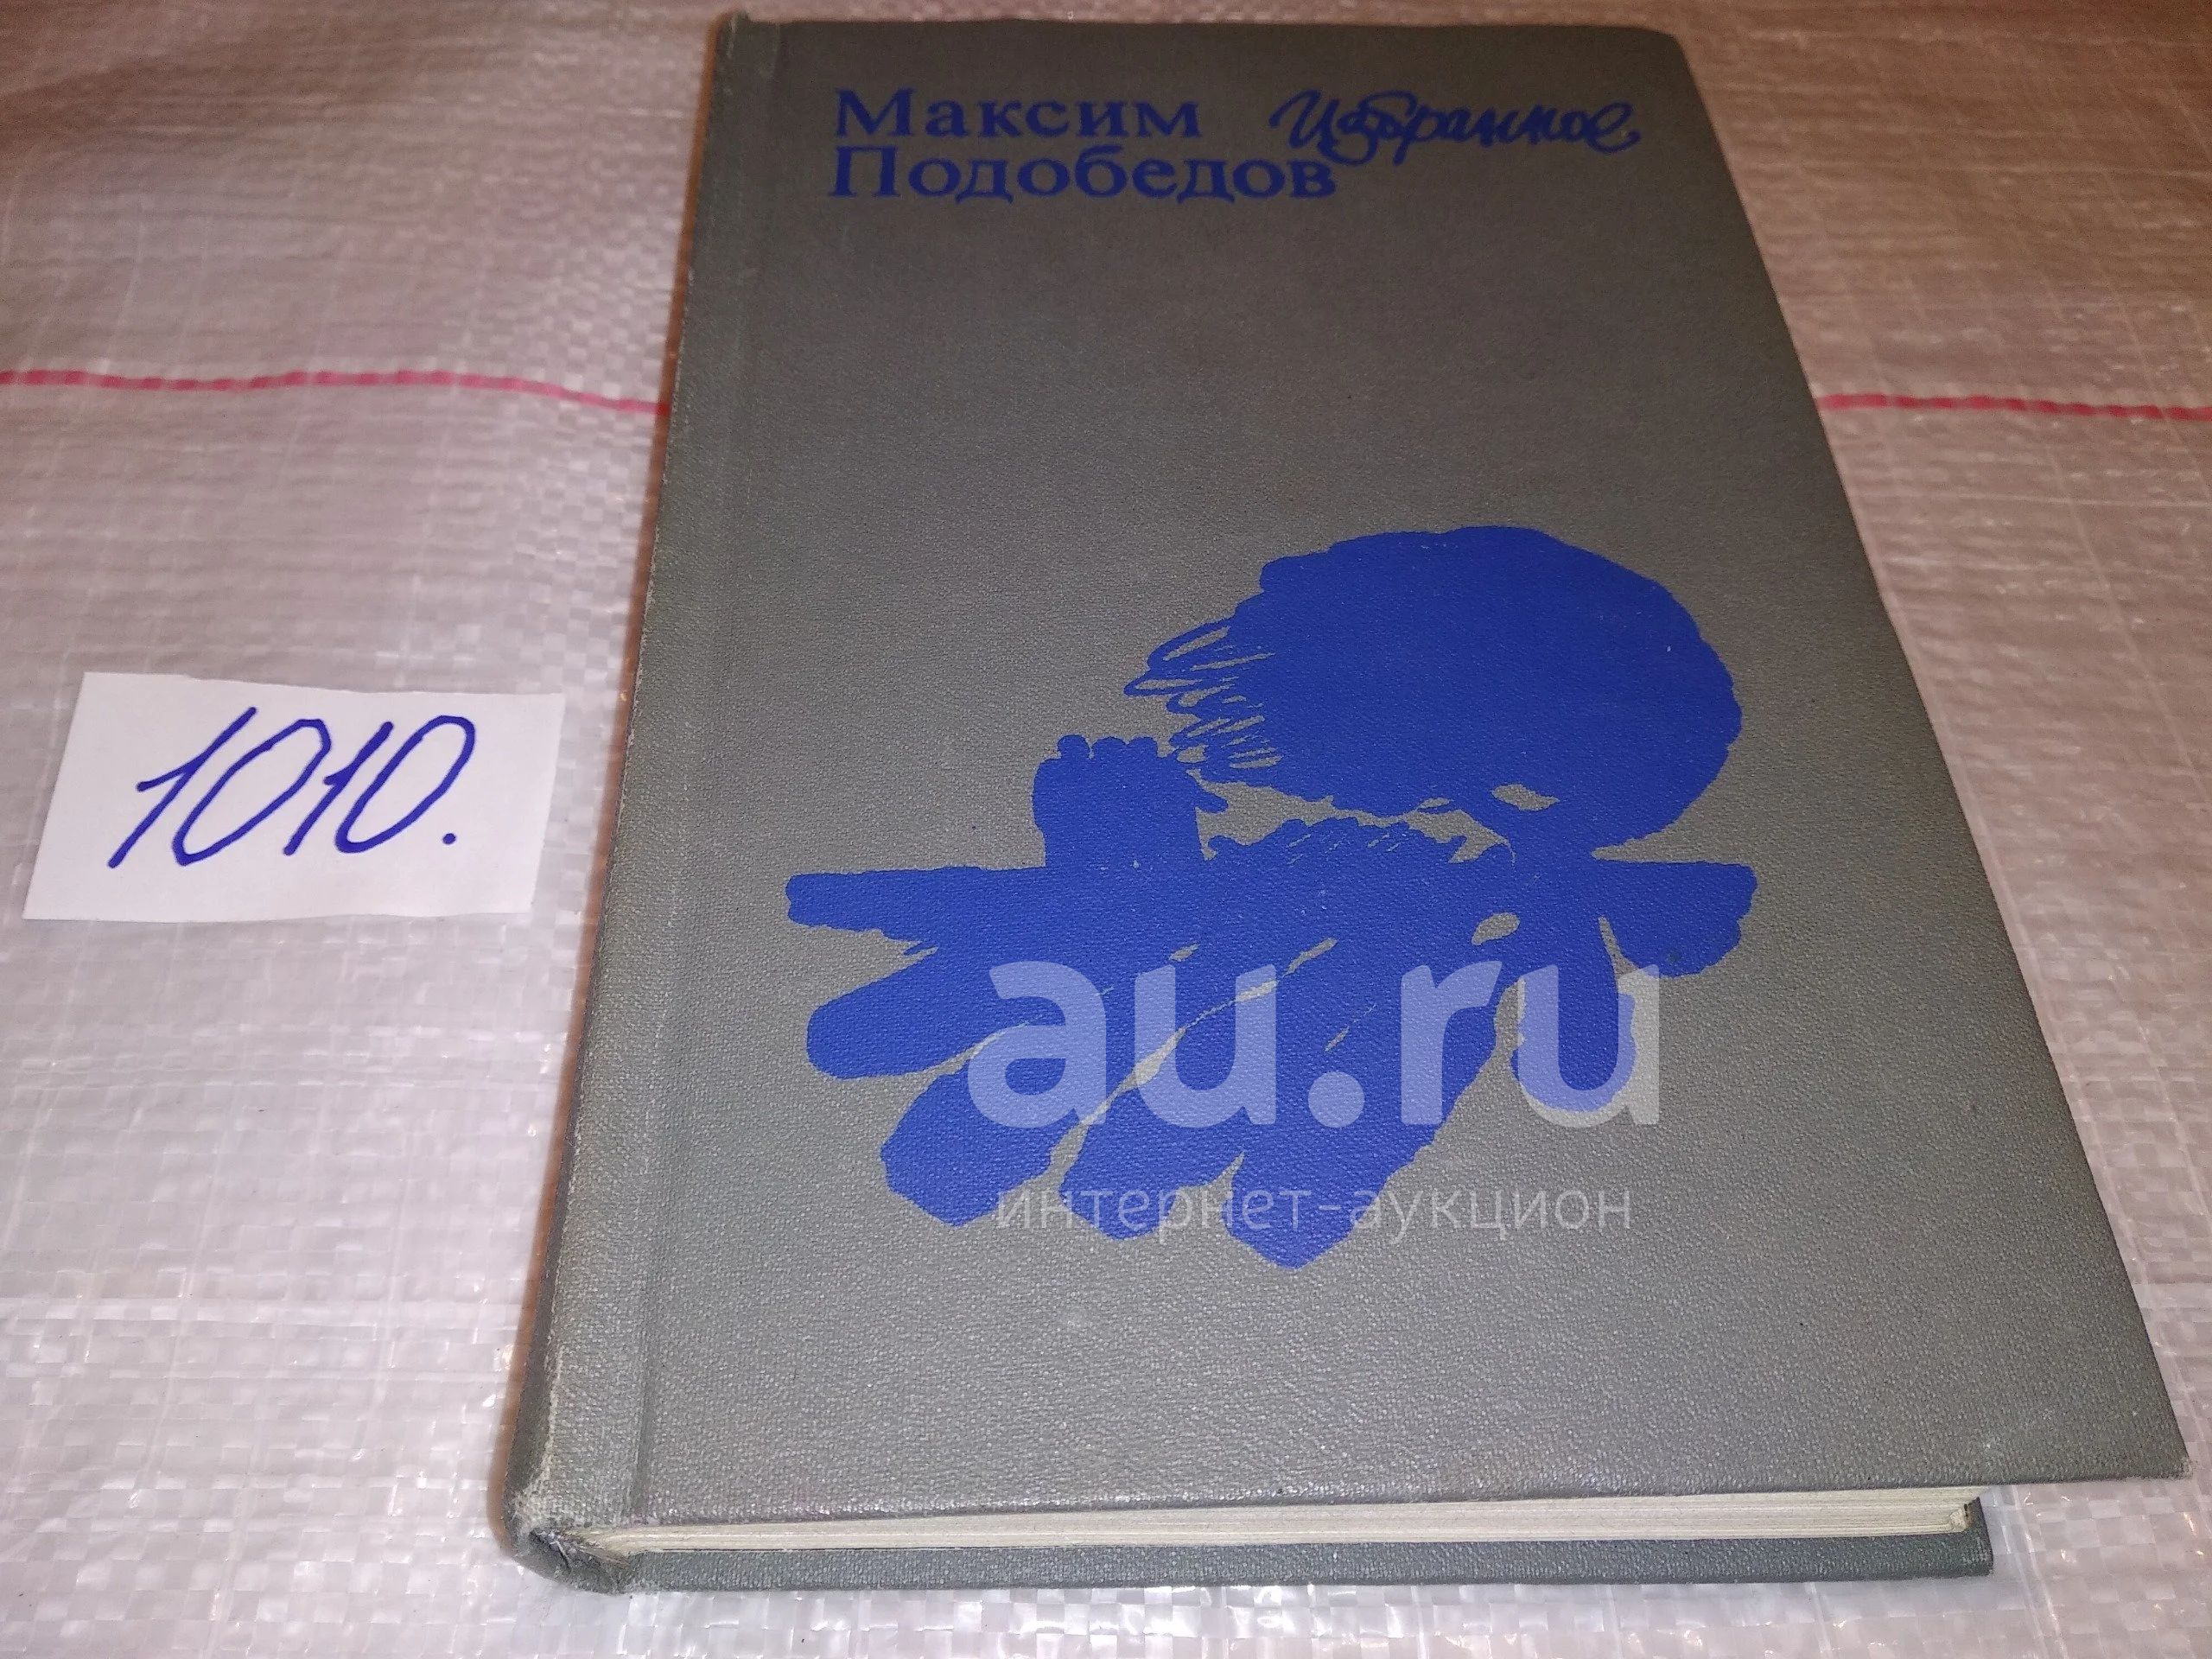 Максим Избранное
Подобедов
1010.
au.ru
интернет-аукцион